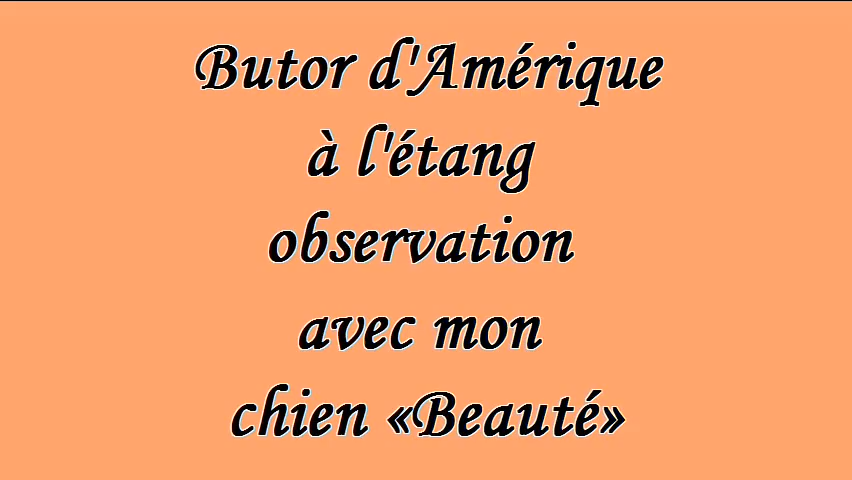 Butor d'Amérique
à l'étang
observation
avec mon
chien «Beauté»